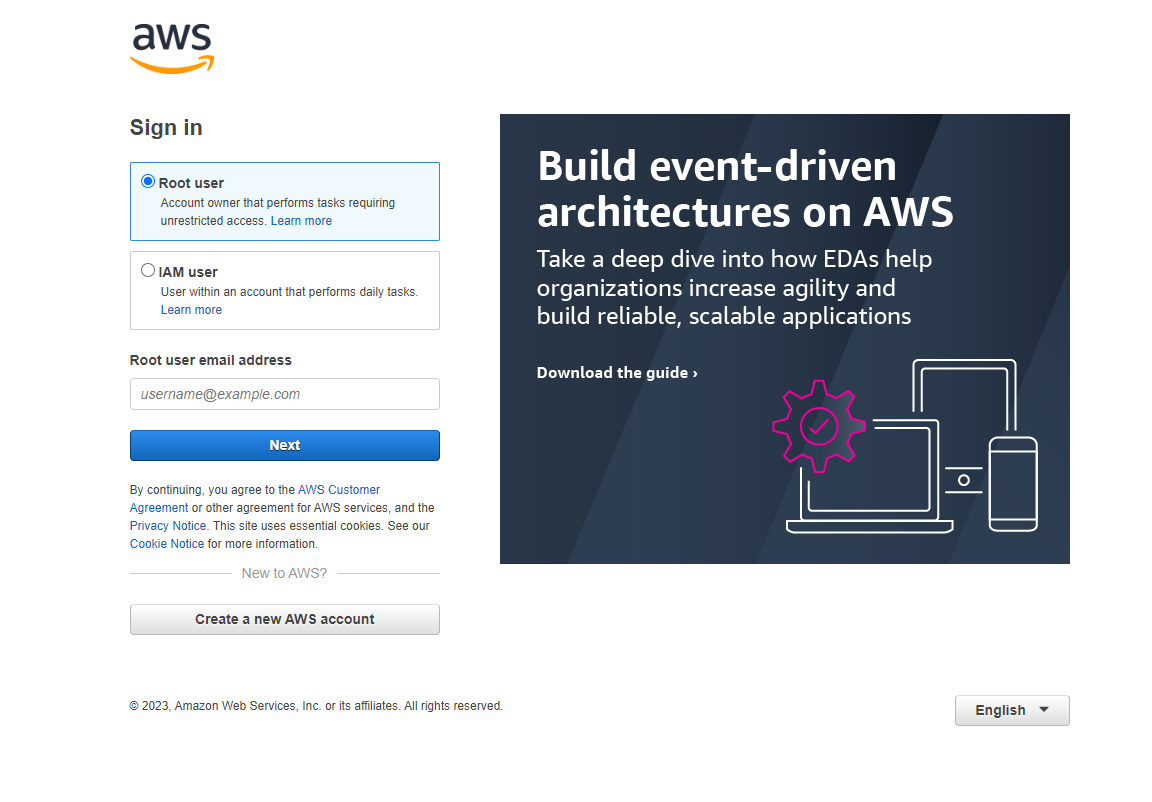 aws
Sign in
Root user
Account owner that performs tasks requiring
unrestricted access. Learn more
IAM user
User within an account that performs daily tasks.
Learn more
Root user email address
username@example.com
Next
By continuing, you agree to the AWS Customer
Agreement or other agreement for AWS services, and the
Privacy Notice. This site uses essential cookies. See our
Cookie Notice for more information.
New to AWS?
Create a new AWS account
Build event-driven
architectures on AWS
Take a deep dive into how EDAs help
organizations increase agility and
build reliable, scalable applications
Download the guide ›
© 2023, Amazon Web Services, Inc. or its affiliates. All rights reserved.
English